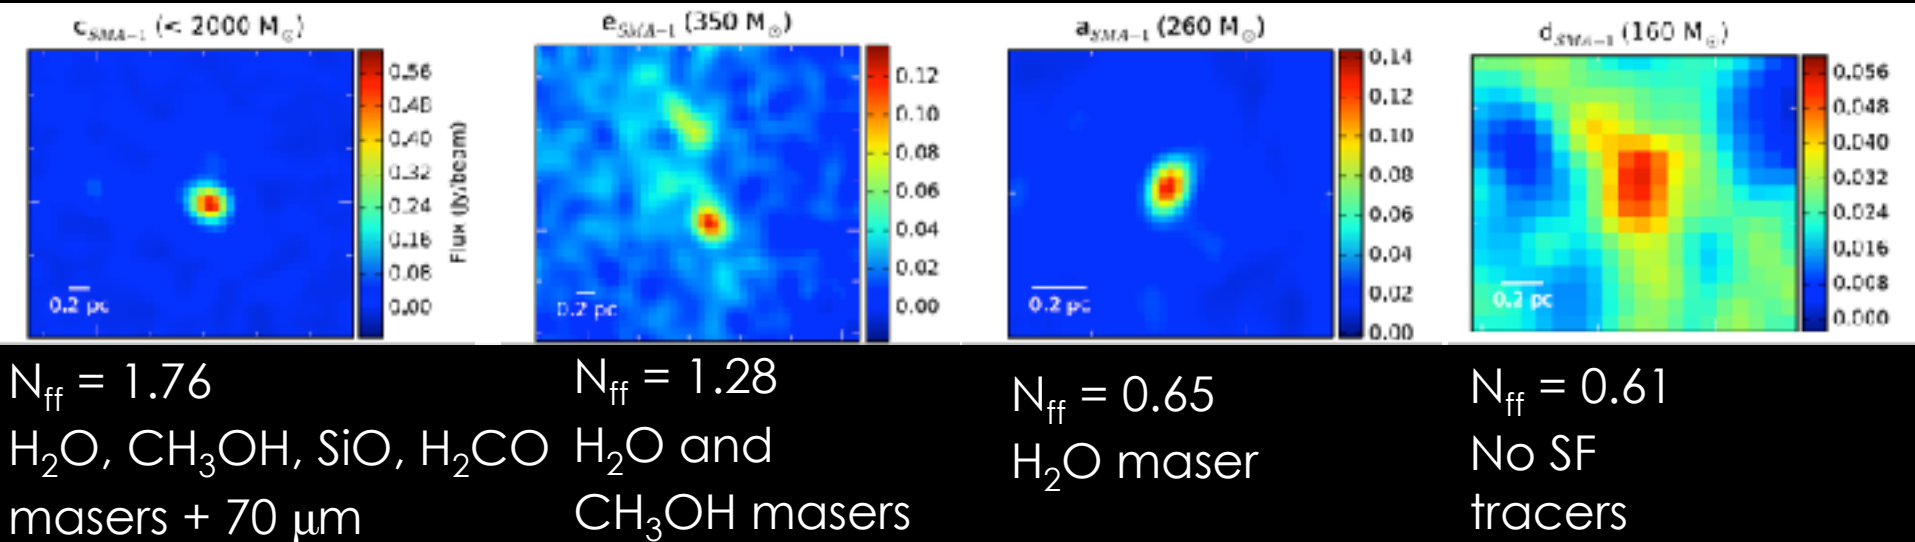 c_SMA−1 (< 2000 M⊙)
0.56
0.48
0.40
0.32
0.24
0.16
0.08
0.00
Flux (Jy/beam)
0.2 pc
e_SMA−1 (350 M⊙)
0.12
0.10
0.08
0.06
0.04
0.02
0.00
0.2 pc
a_SMA−1 (260 M⊙)
0.14
0.12
0.10
0.08
0.06
0.04
0.02
0.00
0.2 pc
d_SMA−1 (160 M⊙)
0.056
0.048
0.040
0.032
0.024
0.016
0.008
0.000
0.2 pc
N_ff = 1.76
H₂O, CH₃OH, SiO, H₂CO
masers + 70 μm
N_ff = 1.28
H₂O and
CH₃OH masers
N_ff = 0.65
H₂O maser
N_ff = 0.61
No SF
tracers